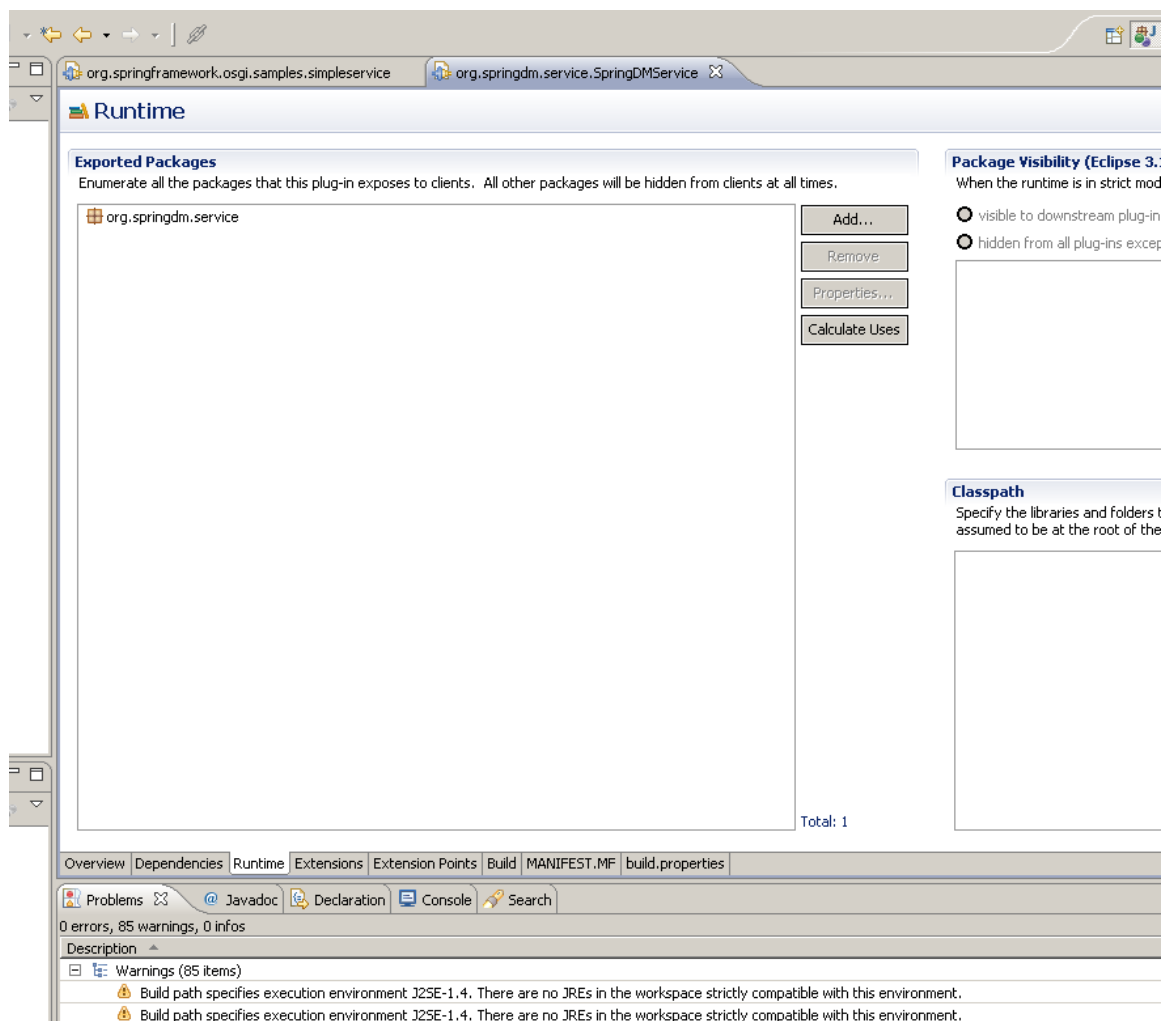 org.springframework.osgi.samples.simpleservice
org.springdm.service.SpringDMService
Runtime
Exported Packages
Enumerate all the packages that this plug-in exposes to clients. All other packages will be hidden from clients at all times.
org.springdm.service
Add...
Remove
Properties...
Calculate Uses
Total: 1
Package Visibility (Eclipse 3.1
When the runtime is in strict mod
visible to downstream plug-in
hidden from all plug-ins excep
Classpath
Specify the libraries and folders t
assumed to be at the root of the
Overview Dependencies Runtime Extensions Extension Points Build MANIFEST.MF build.properties
Problems @ Javadoc Declaration Console Search
0 errors, 85 warnings, 0 infos
Description
Warnings (85 items)
Build path specifies execution environment J2SE-1.4. There are no JREs in the workspace strictly compatible with this environment.
Build path specifies execution environment J2SE-1.4. There are no JREs in the workspace strictly compatible with this environment.